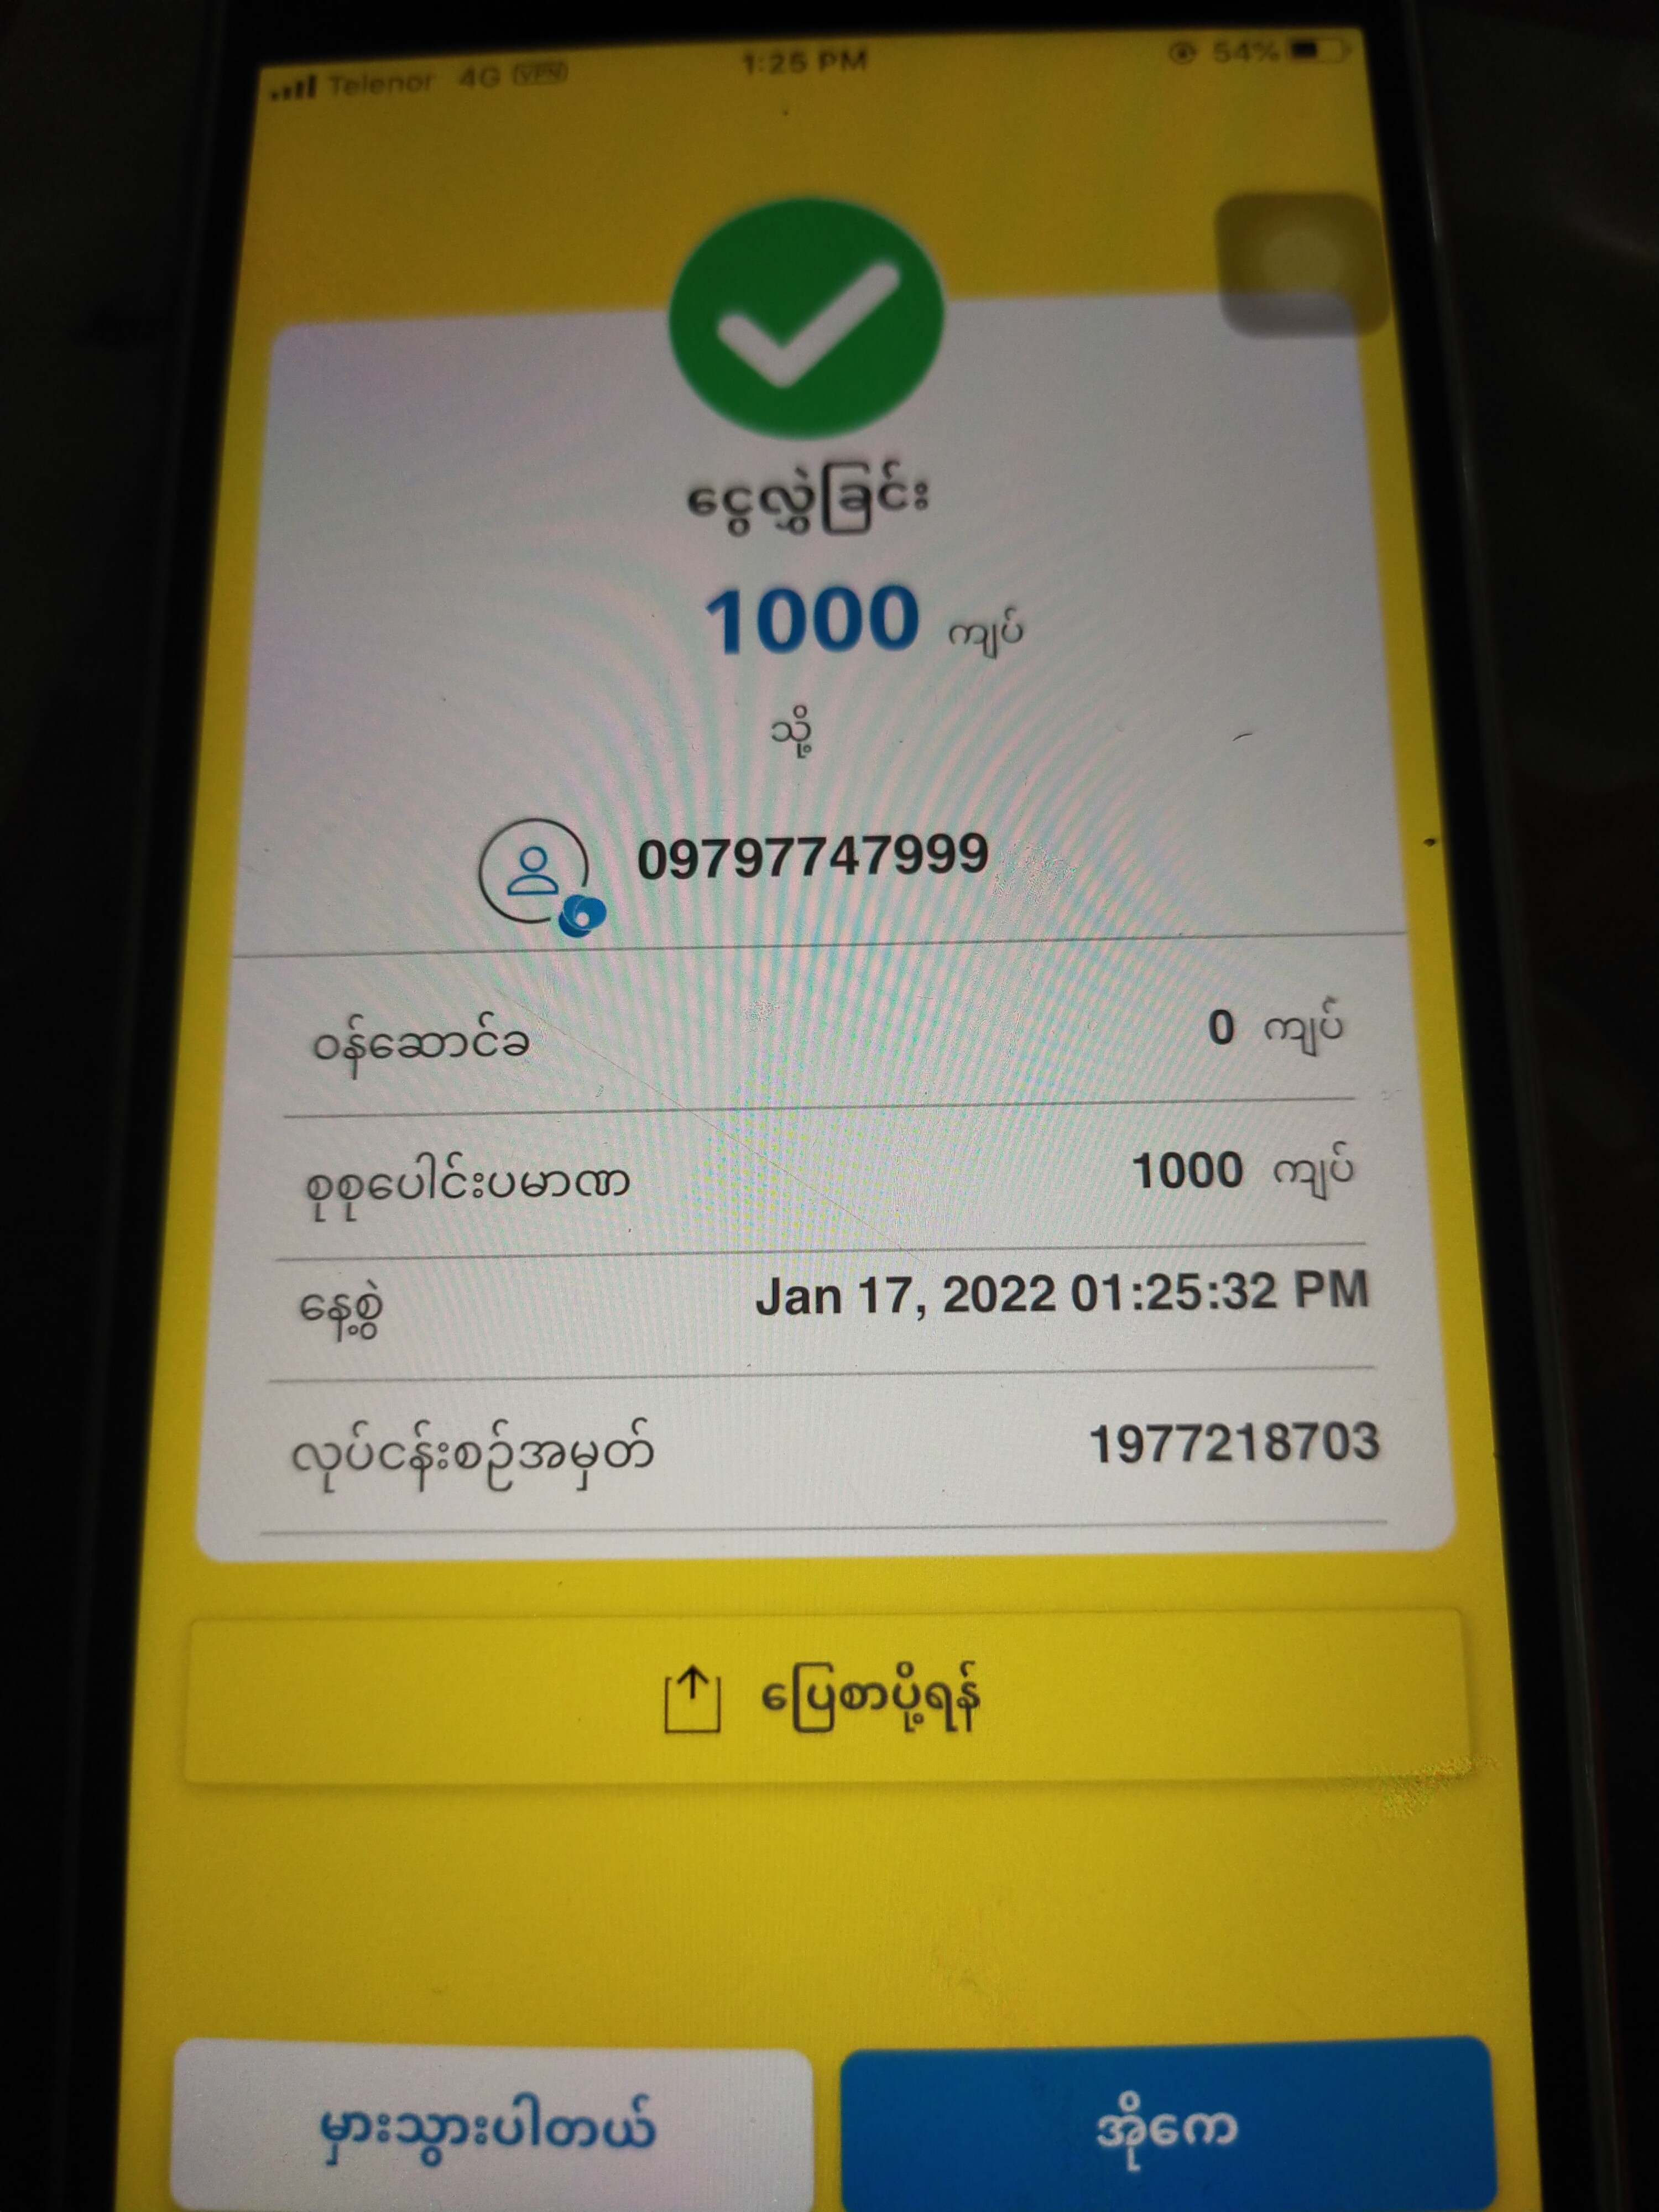 Telenor 4G VPN 1:25 PM 54%
ငွေလွှဲခြင်း
1000 ကျပ်
သို့
09797747999
ဝန်ဆောင်ခ 0 ကျပ်
စုစုပေါင်းပမာဏ 1000 ကျပ်
နေ့စွဲ Jan 17, 2022 01:25:32 PM
လုပ်ငန်းစဉ်အမှတ် 1977218703
ပြေစာပို့ရန်
မှားသွားပါတယ် အိုကေ